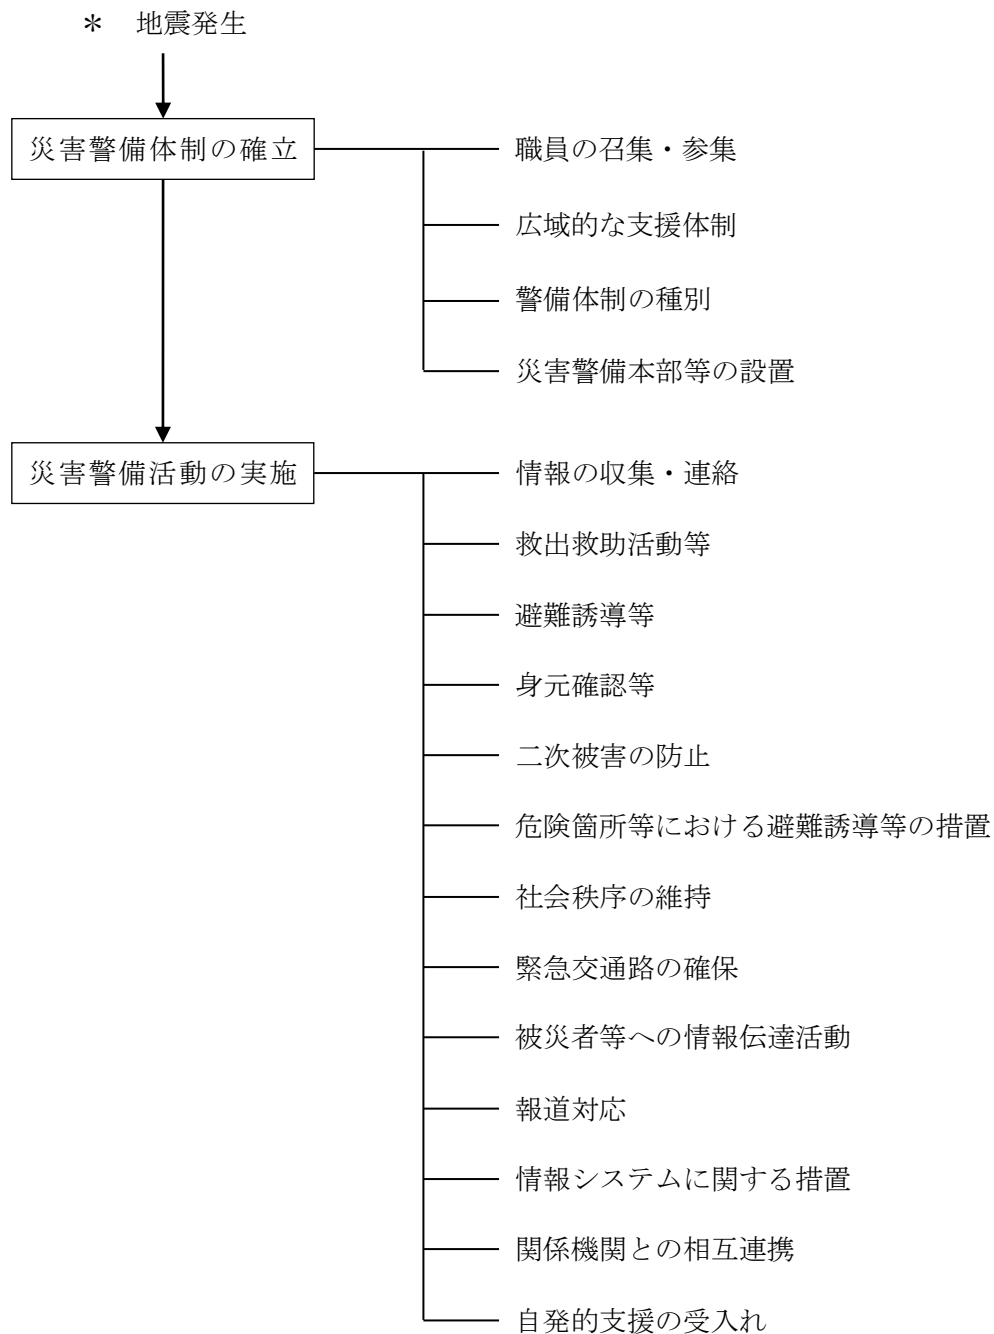 ＊　地震発生
災害警備体制の確立
職員の召集・参集
広域的な支援体制
警備体制の種別
災害警備本部等の設置
災害警備活動の実施
情報の収集・連絡
救出救助活動等
避難誘導等
身元確認等
二次被害の防止
危険箇所等における避難誘導等の措置
社会秩序の維持
緊急交通路の確保
被災者等への情報伝達活動
報道対応
情報システムに関する措置
関係機関との相互連携
自発的支援の受入れ